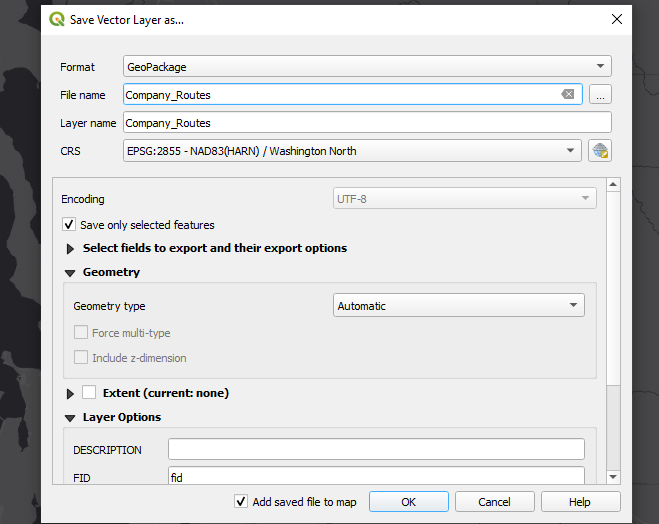 Save Vector Layer as...
Format GeoPackage
File name Company_Routes ...
Layer name Company_Routes
CRS EPSG:2855 - NAD83(HARN) / Washington North
Encoding UTF-8
Save only selected features
Select fields to export and their export options
Geometry
Geometry type Automatic
Force multi-type
Include z-dimension
Extent (current: none)
Layer Options
DESCRIPTION
FID fid
Add saved file to map OK Cancel Help